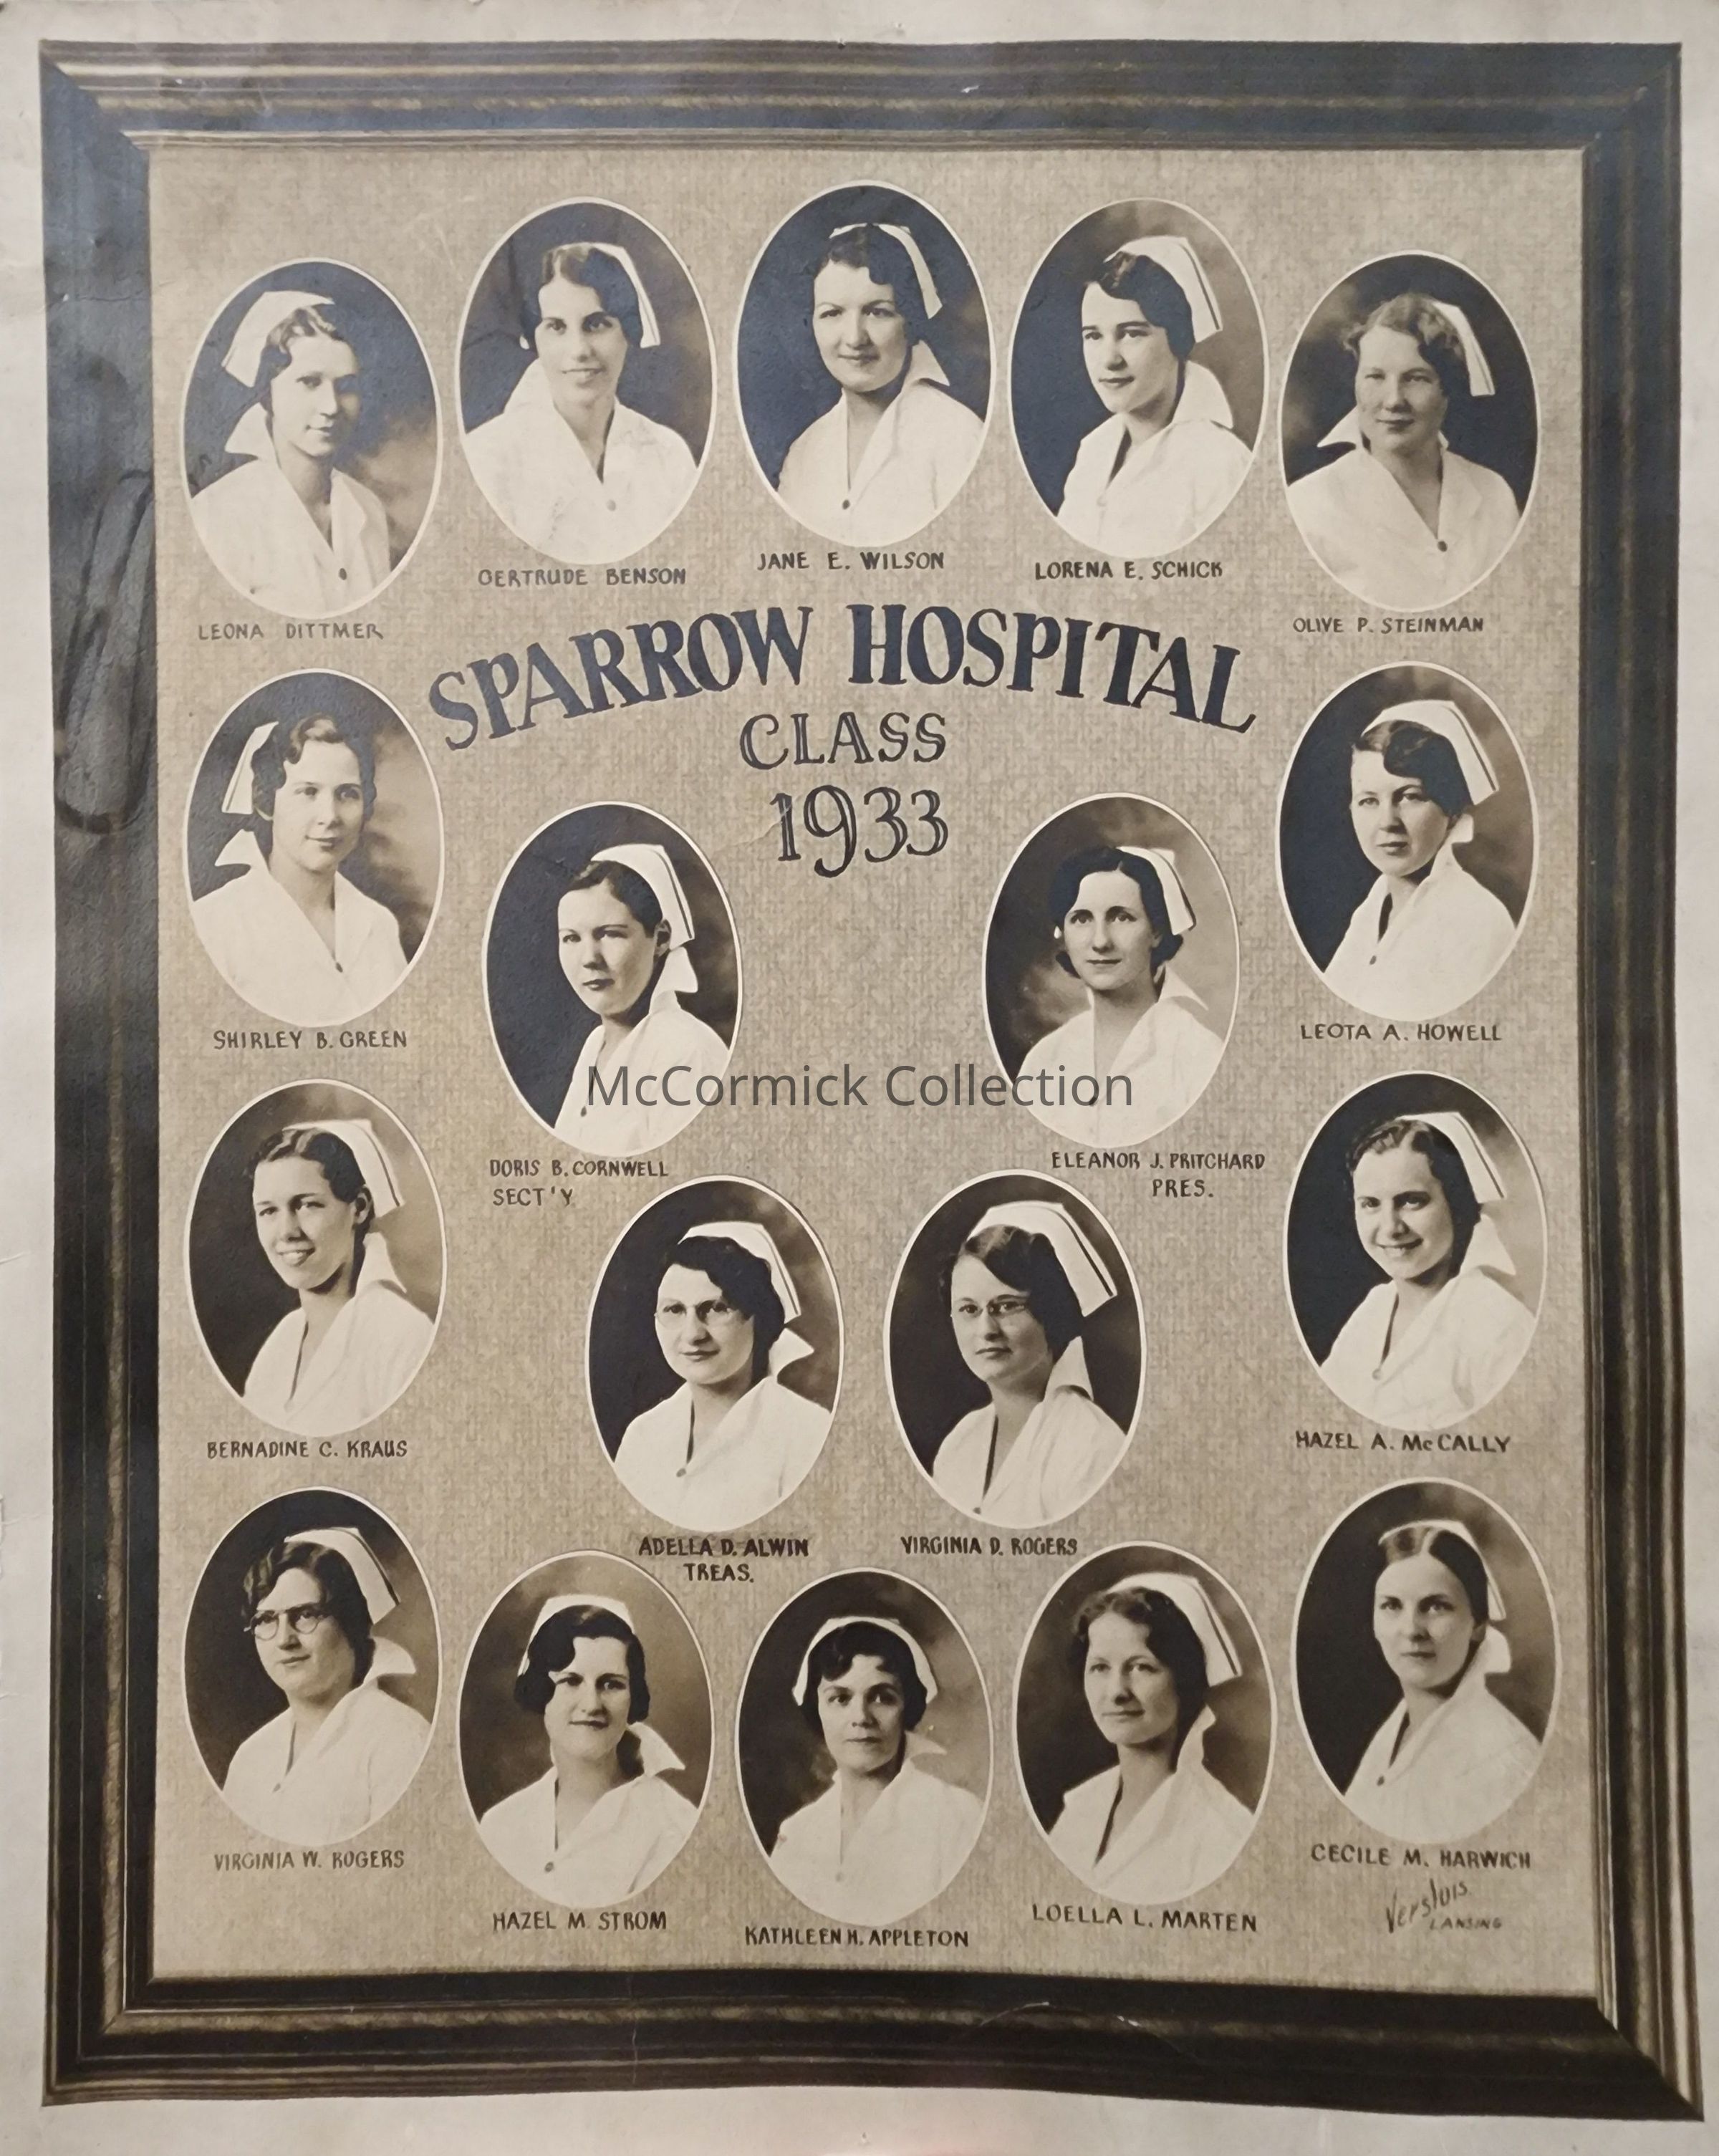 JANE E. WILSON
LORENA E. SCHICK
GERTRUDE BENSON
OLIVE P. STEINMAN
LEONA DITTMER
SPARROW HOSPITAL
CLASS
1933
SHIRLEY B. GREEN
LEOTA A. HOWELL
McCormick Collection
DORIS B. CORNWELL
SECT'Y
ELEANOR J. PRITCHARD
PRES.
BERNADINE C. KRAUS
HAZEL A. McCALLY
ADELLA D. ALWIN
TREAS.
VIRGINIA D. ROGERS
VIRGINIA W. ROGERS
CECILE M. HARWICH
HAZEL M. STROM
KATHLEEN H. APPLETON
LOELLA L. MARTEN
Versluis
LANSING